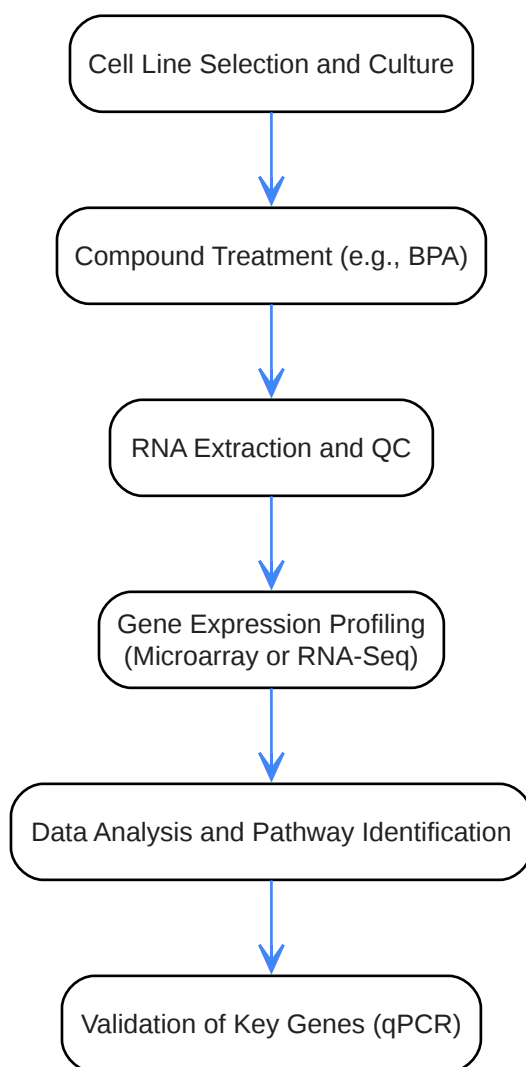 Cell Line Selection and Culture
Compound Treatment (e.g., BPA)
RNA Extraction and QC
Gene Expression Profiling
(Microarray or RNA-Seq)
Data Analysis and Pathway Identification
Validation of Key Genes (qPCR)